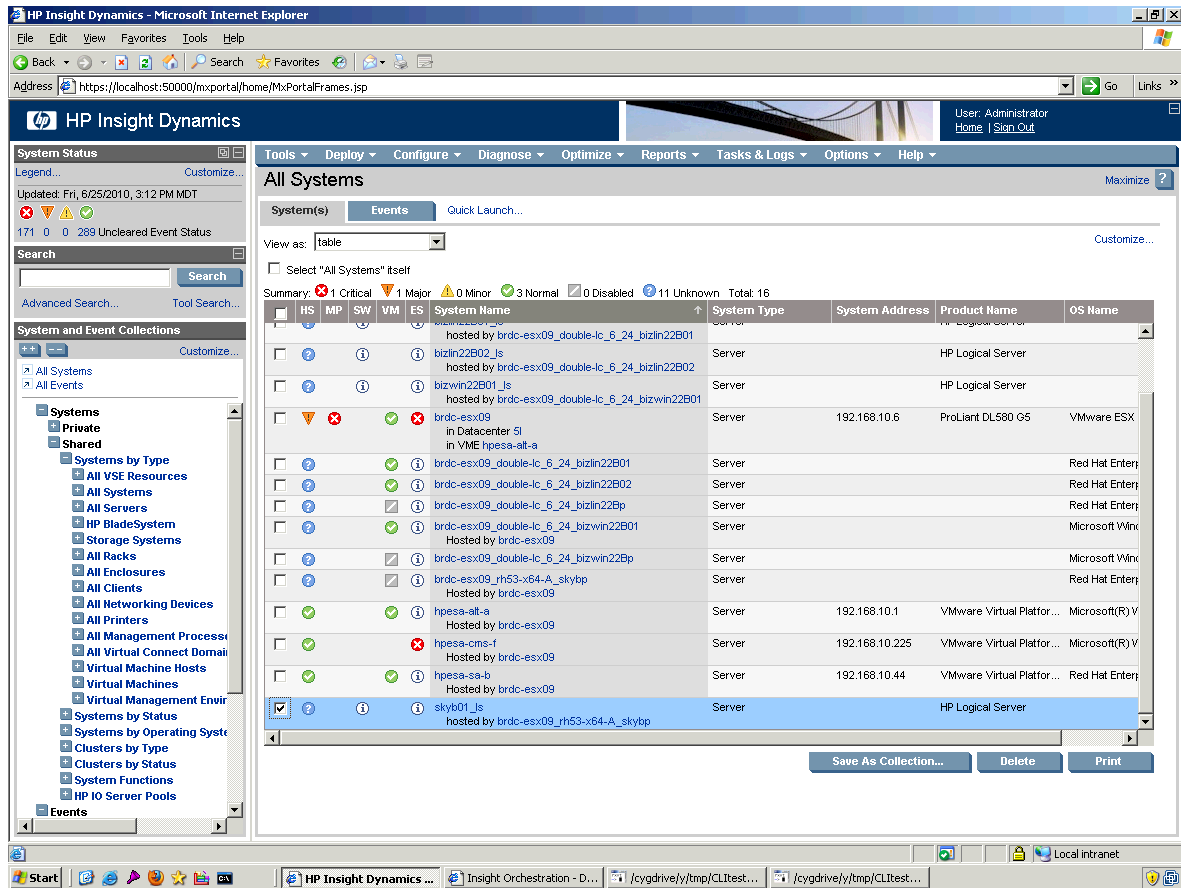 HP Insight Dynamics - Microsoft Internet Explorer
File Edit View Favorites Tools Help
Back Search Favorites
Address https://localhost:50000/mxportal/home/MxPortalFrames.jsp Go Links »
hp HP Insight Dynamics
User: Administrator
Home | Sign Out
System Status
Legend... Customize...
Updated: Fri, 6/25/2010, 3:12 PM MDT
171 0 0 289 Uncleared Event Status
Search
Search
Advanced Search... Tool Search...
System and Event Collections
++ -- Customize...
All Systems
All Events
Systems
Private
Shared
Systems by Type
All VSE Resources
All Systems
All Servers
HP BladeSystem
Storage Systems
All Racks
All Enclosures
All Clients
All Networking Devices
All Printers
All Management Processo
All Virtual Connect Domain
Virtual Machine Hosts
Virtual Machines
Virtual Management Envir
Systems by Status
Systems by Operating Syste
Clusters by Type
Clusters by Status
System Functions
HP IO Server Pools
Events
Tools Deploy Configure Diagnose Optimize Reports Tasks & Logs Options Help
All Systems Maximize ?
System(s) Events Quick Launch...
View as: table Customize...
Select "All Systems" itself
Summary: 1 Critical 1 Major 0 Minor 3 Normal 0 Disabled 11 Unknown Total: 16
HS MP SW VM ES System Name System Type System Address Product Name OS Name
bizlin22B01_ls Server HP Logical Server
hosted by brdc-esx09_double-lc_6_24_bizlin22B01
bizlin22B02_ls Server HP Logical Server
hosted by brdc-esx09_double-lc_6_24_bizlin22B02
bizwin22B01_ls Server HP Logical Server
hosted by brdc-esx09_double-lc_6_24_bizwin22B01
brdc-esx09 Server 192.168.10.6 ProLiant DL580 G5 VMware ESX
in Datacenter 5l
in VME hpesa-alt-a
brdc-esx09_double-lc_6_24_bizlin22B01 Server Red Hat Enterp
brdc-esx09_double-lc_6_24_bizlin22B02 Server Red Hat Enterp
brdc-esx09_double-lc_6_24_bizlin22Bp Server Red Hat Enterp
brdc-esx09_double-lc_6_24_bizwin22B01 Server Microsoft Wind
Hosted by brdc-esx09
brdc-esx09_double-lc_6_24_bizwin22Bp Server Microsoft Wind
brdc-esx09_rh53-x64-A_skybp Server Red Hat Enterp
Hosted by brdc-esx09
hpesa-alt-a Server 192.168.10.1 VMware Virtual Platfor... Microsoft(R) W
Hosted by brdc-esx09
hpesa-cms-f Server 192.168.10.225 VMware Virtual Platfor... Microsoft(R) W
Hosted by brdc-esx09
hpesa-sa-b Server 192.168.10.44 VMware Virtual Platfor... Red Hat Enterp
Hosted by brdc-esx09
skyb01_ls Server HP Logical Server
hosted by brdc-esx09_rh53-x64-A_skybp
Save As Collection... Delete Print
Local intranet
Start HP Insight Dynamics ... Insight Orchestration - D... /cygdrive/y/tmp/CLItest... /cygdrive/y/tmp/CLItest...